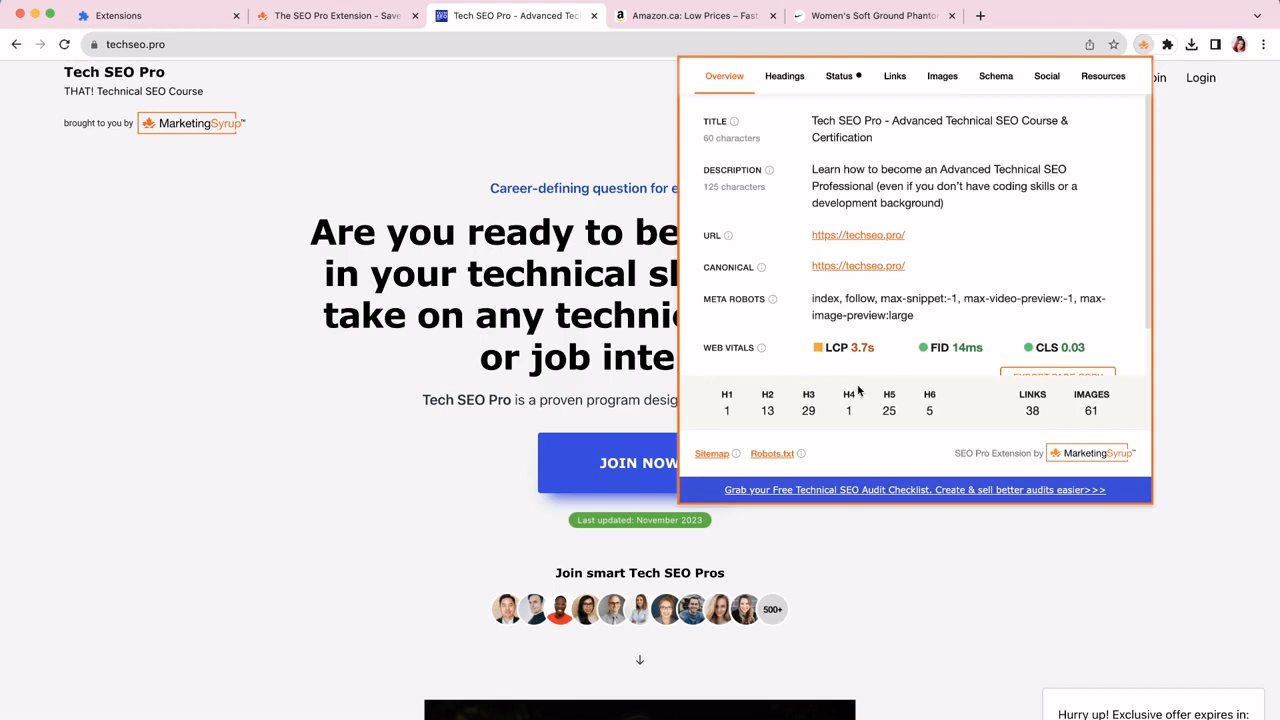 Extensions
The SEO Pro Extension - Save
Tech SEO Pro - Advanced Tec
Amazon.ca: Low Prices – Fast
Women's Soft Ground Phanto
techseo.pro
Tech SEO Pro
THAT! Technical SEO Course
brought to you by MarketingSyrup™
Login
Career-defining question for
Are you ready to be
in your technical
take on any techni
or job inte
Tech SEO Pro is a proven program desig
JOIN NOW
Last updated: November 2023
Join smart Tech SEO Pros
500+
Hurry up! Exclusive offer expires in:
Overview Headings Status Links Images Schema Social Resources
TITLE
60 characters
Tech SEO Pro - Advanced Technical SEO Course &
Certification
DESCRIPTION
125 characters
Learn how to become an Advanced Technical SEO
Professional (even if you don’t have coding skills or a
development background)
URL
https://techseo.pro/
CANONICAL
https://techseo.pro/
META ROBOTS
index, follow, max-snippet:-1, max-video-preview:-1, max-
image-preview:large
WEB VITALS
LCP 3.7s FID 14ms CLS 0.03
H1 H2 H3 H4 H5 H6 LINKS IMAGES
1 13 29 1 25 5 38 61
Sitemap Robots.txt SEO Pro Extension by MarketingSyrup™
Grab your Free Technical SEO Audit Checklist. Create & sell better audits easier>>>